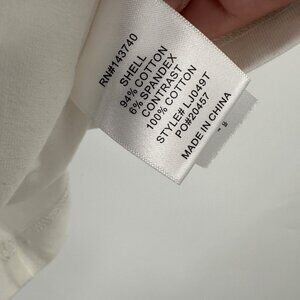 RN#143740
SHELL
94% COTTON
6% SPANDEX
CONTRAST
100% COTTON
STYLE# LJ049T
PO#20457
MADE IN CHINA